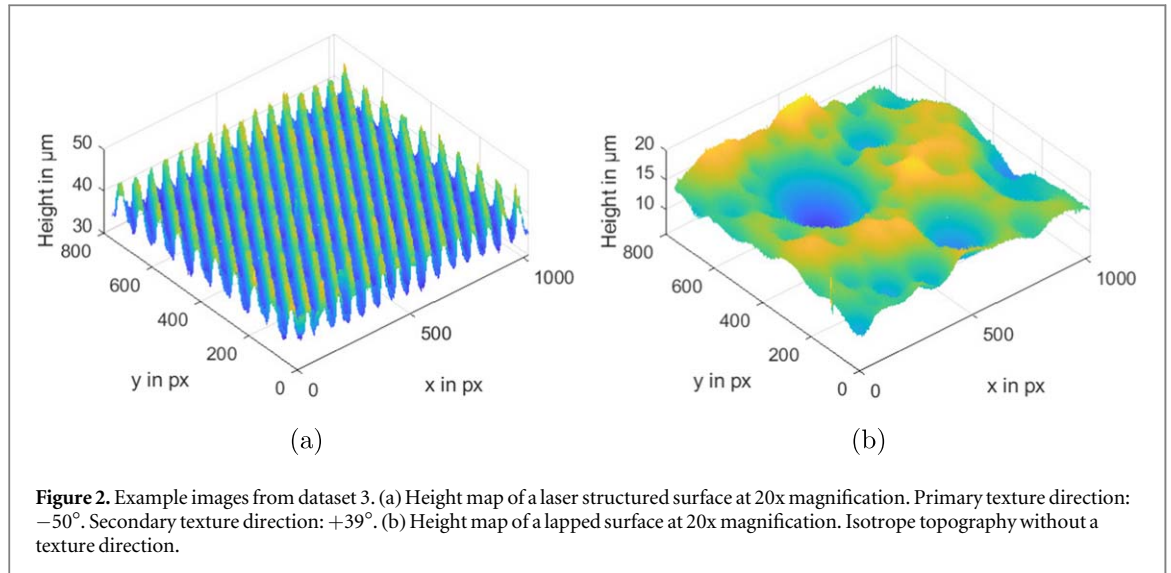 Height in μm
50
40
30
800
600
400
200
0
y in px
0
500
1000
x in px
(a)
Height in μm
20
15
10
800
600
400
200
0
y in px
0
500
1000
x in px
(b)
Figure 2. Example images from dataset 3. (a) Height map of a laser structured surface at 20x magnification. Primary texture direction:
−50°. Secondary texture direction: +39°. (b) Height map of a lapped surface at 20x magnification. Isotrope topography without a
texture direction.